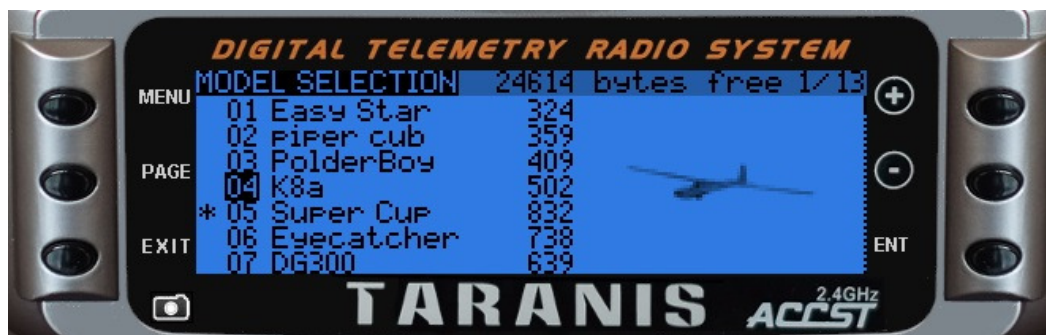 DIGITAL TELEMETRY RADIO SYSTEM
MODEL SELECTION 24614 bytes free 1/13
MENU
01 Easy Star 324
02 piper cub 359
03 PolderBoy 409
PAGE
04 K8a 502
* 05 Super Cup 832
06 Eyecatcher 738
EXIT
ENT
07 DG300 639
TARANIS
2.4GHz
ACCST